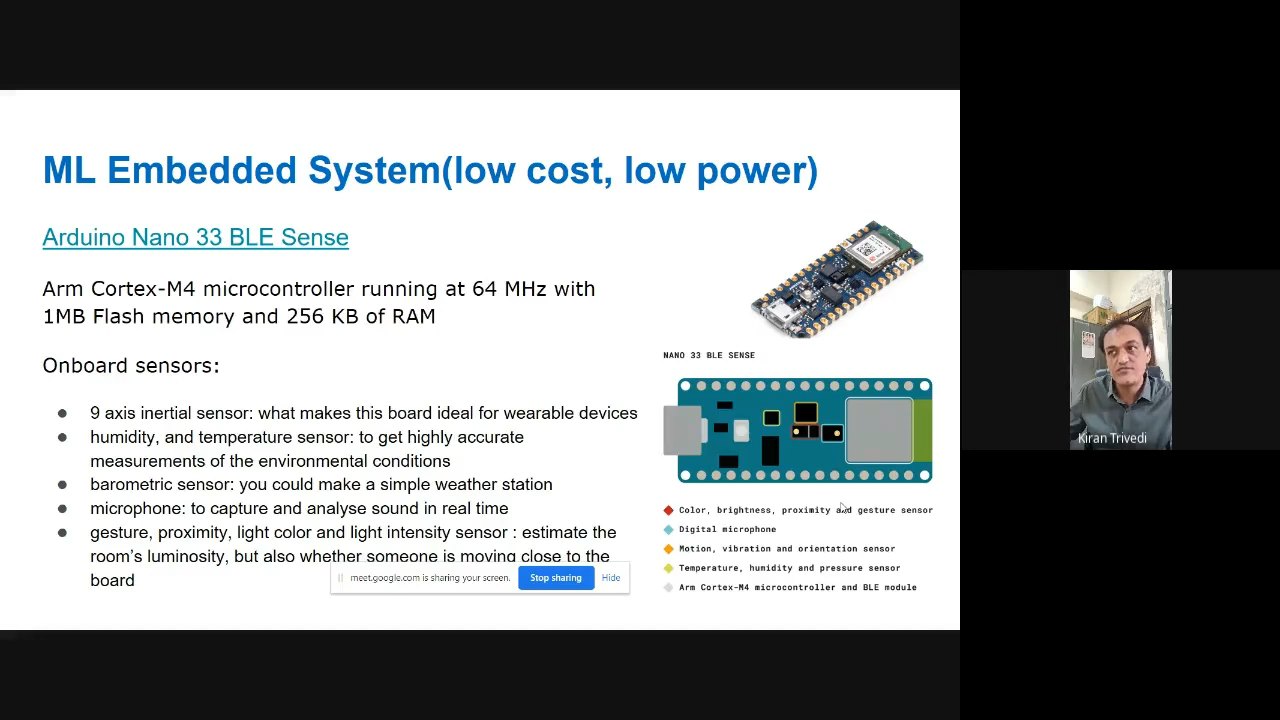 ML Embedded System(low cost, low power)
Arduino Nano 33 BLE Sense
Arm Cortex-M4 microcontroller running at 64 MHz with
1MB Flash memory and 256 KB of RAM
Onboard sensors:
● 9 axis inertial sensor: what makes this board ideal for wearable devices
● humidity, and temperature sensor: to get highly accurate
measurements of the environmental conditions
● barometric sensor: you could make a simple weather station
● microphone: to capture and analyse sound in real time
● gesture, proximity, light color and light intensity sensor : estimate the
room's luminosity, but also whether someone is moving close to the
board
meet.google.com is sharing your screen.
Stop sharing
Hide
NANO 33 BLE SENSE
Color, brightness, proximity and gesture sensor
Digital microphone
Motion, vibration and orientation sensor
Temperature, humidity and pressure sensor
Arm Cortex-M4 microcontroller and BLE module
Kiran Trivedi